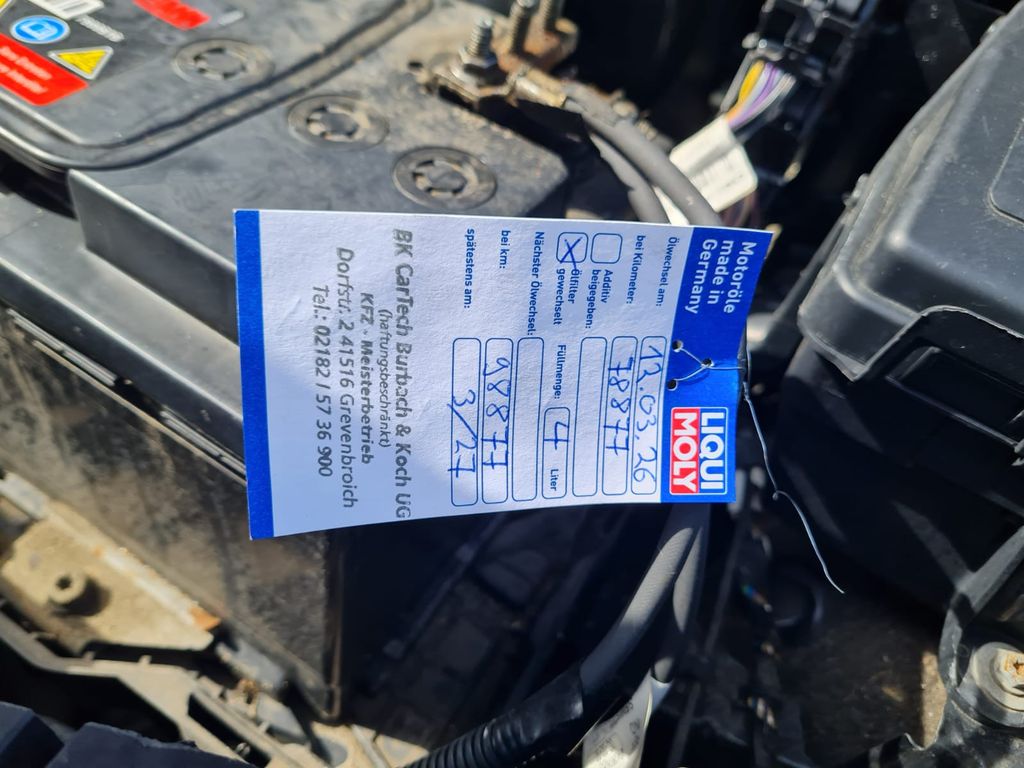 Motoröle
made in
Germany
LIQUI
MOLY
Ölwechsel am: 12.03.26
bei Kilometer: 78877
Additiv
beigegeben:
X Ölfilter
gewechselt
Füllmenge: 4 Liter
Nächster Ölwechsel:
bei km: 98877
spätestens am: 3/27
BK CarTech Burbach & Koch UG
(haftungsbeschränkt)
KFZ - Meisterbetrieb
Dorfstr. 2 41516 Grevenbroich
Tel.: 02182 / 57 36 900